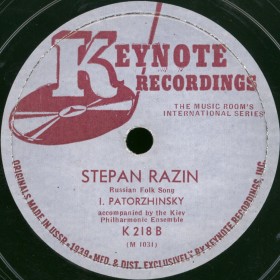 KEYNOTE
RECORDINGS
THE MUSIC ROOM'S
INTERNATIONAL SERIES
STEPAN RAZIN
Russian Folk Song
I. PATORZHINSKY
accompanied by the Kiev
Philharmonic Ensemble
K 218 B
(M 1031)
ORIGINALS MADE IN USSR·1939·MFD. & DIST. EXCLUSIVELY BY KEYNOTE RECORDINGS, INC.